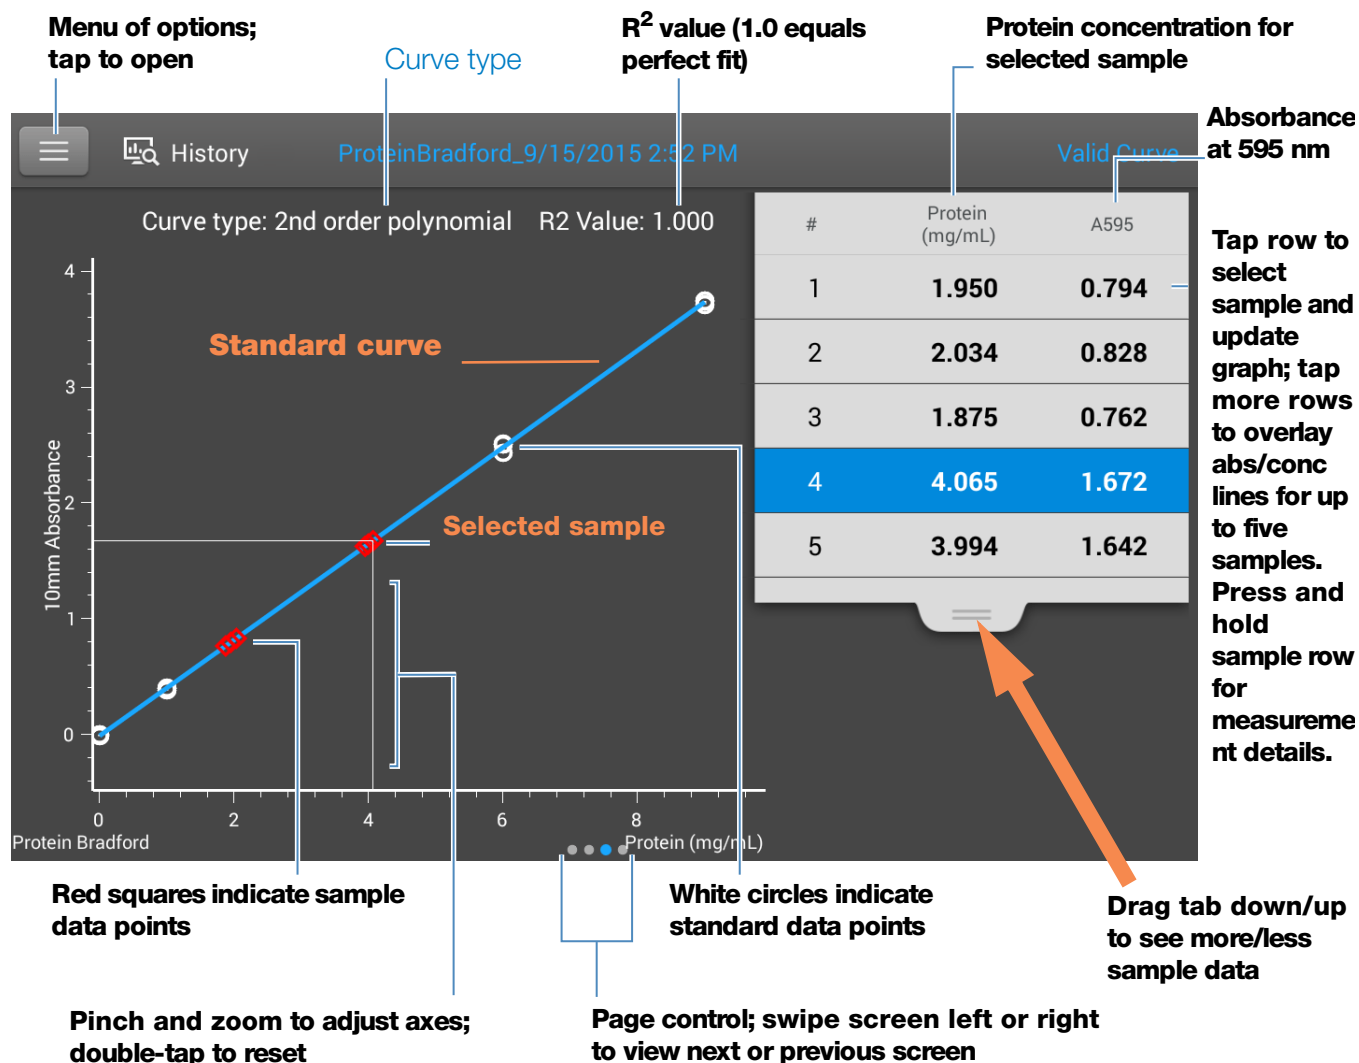 Menu of options;
tap to open
Curve type
R2 value (1.0 equals
perfect fit)
Protein concentration for
selected sample
Absorbance
at 595 nm
History
ProteinBradford_9/15/2015 2:52 PM
Valid Curve
Curve type: 2nd order polynomial R2 Value: 1.000
# Protein (mg/mL) A595
1 1.950 0.794
2 2.034 0.828
3 1.875 0.762
4 4.065 1.672
5 3.994 1.642
Tap row to
select
sample and
update
graph; tap
more rows
to overlay
abs/conc
lines for up
to five
samples.
Press and
hold
sample row
for
measureme
nt details.
4
3
2
1
0
10mm Absorbance
Standard curve
Selected sample
0 2 4 6 8
Protein Bradford
Protein (mg/mL)
Red squares indicate sample
data points
White circles indicate
standard data points
Drag tab down/up
to see more/less
sample data
Pinch and zoom to adjust axes;
double-tap to reset
Page control; swipe screen left or right
to view next or previous screen